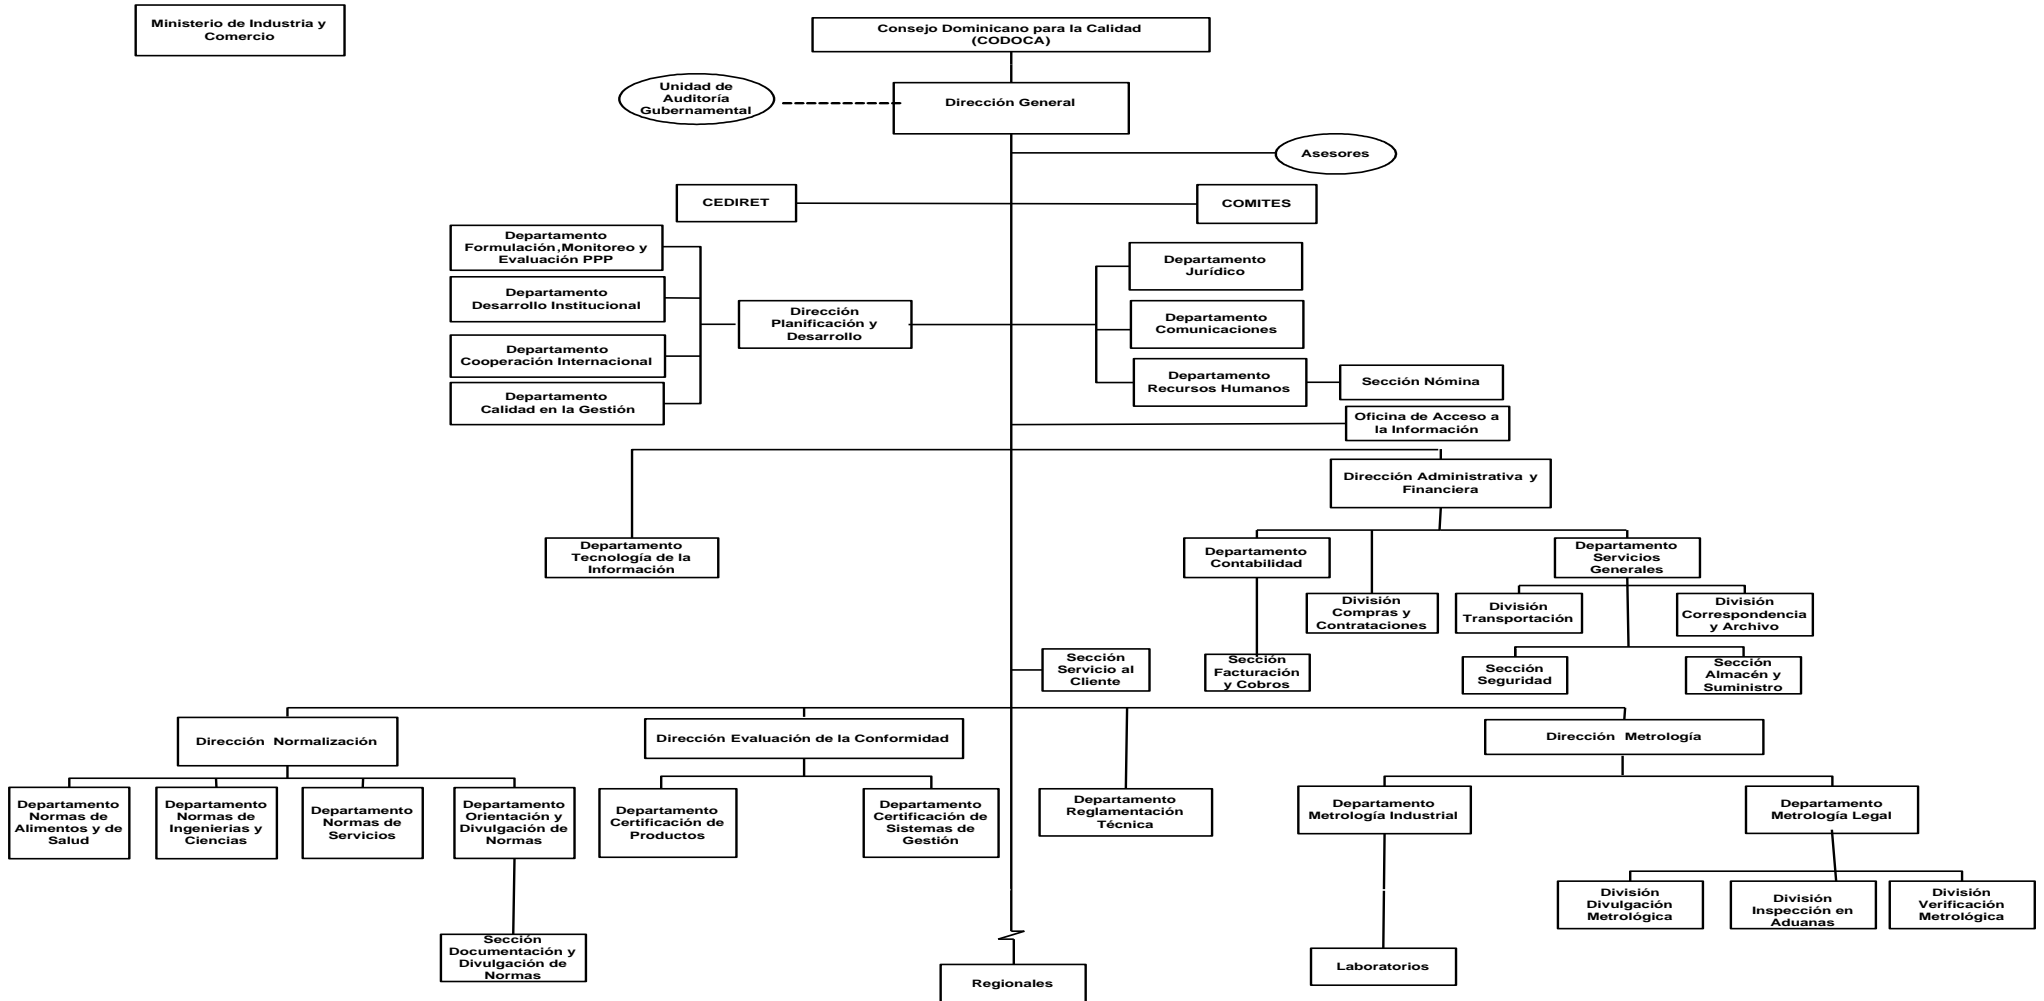 Ministerio de Industria y
Comercio
Consejo Dominicano para la Calidad
(CODOCA)
Unidad de
Auditoría
Gubernamental
Dirección General
Asesores
CEDIRET
COMITES
Departamento
Formulación,Monitoreo y
Evaluación PPP
Departamento
Desarrollo Institucional
Departamento
Cooperación Internacional
Departamento
Calidad en la Gestión
Dirección
Planificación y
Desarrollo
Departamento
Jurídico
Departamento
Comunicaciones
Departamento
Recursos Humanos
Sección Nómina
Oficina de Acceso a
la Información
Dirección Administrativa y
Financiera
Departamento
Tecnología de la
Información
Departamento
Contabilidad
Departamento
Servicios
Generales
División
Compras y
Contrataciones
División
Transportación
División
Correspondencia
y Archivo
Sección
Servicio al
Cliente
Sección
Facturación
y Cobros
Sección
Seguridad
Sección
Almacén y
Suministro
Dirección Normalización
Dirección Evaluación de la Conformidad
Dirección Metrología
Departamento
Normas de
Alimentos y de
Salud
Departamento
Normas de
Ingenierias y
Ciencias
Departamento
Normas de
Servicios
Departamento
Orientación y
Divulgación de
Normas
Departamento
Certificación de
Productos
Departamento
Certificación de
Sistemas de
Gestión
Departamento
Reglamentación
Técnica
Departamento
Metrología Industrial
Departamento
Metrología Legal
División
Divulgación
Metrológica
División
Inspección en
Aduanas
División
Verificación
Metrológica
Sección
Documentación y
Divulgación de
Normas
Laboratorios
Regionales